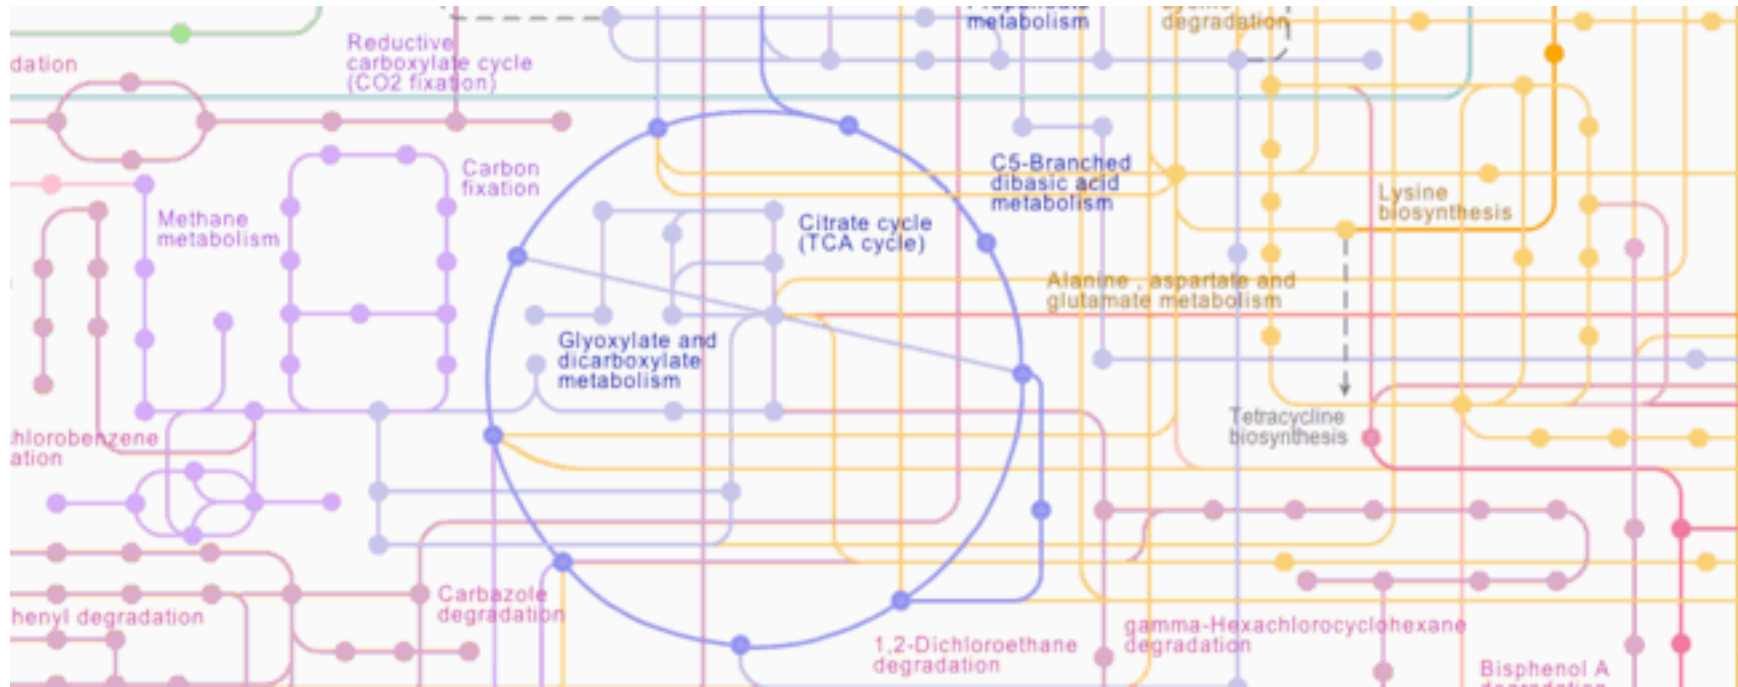 metabolism
degradation
Reductive
carboxylate cycle
(CO2 fixation)
dation
Carbon
fixation
C5-Branched
dibasic acid
metabolism
Lysine
biosynthesis
Methane
metabolism
Citrate cycle
(TCA cycle)
Alanine , aspartate and
glutamate metabolism
Glyoxylate and
dicarboxylate
metabolism
Tetracycline
biosynthesis
hlorobenzene
ation
Carbazole
degradation
henyl degradation
1,2-Dichloroethane
degradation
gamma-Hexachlorocyclohexane
degradation
Bisphenol A